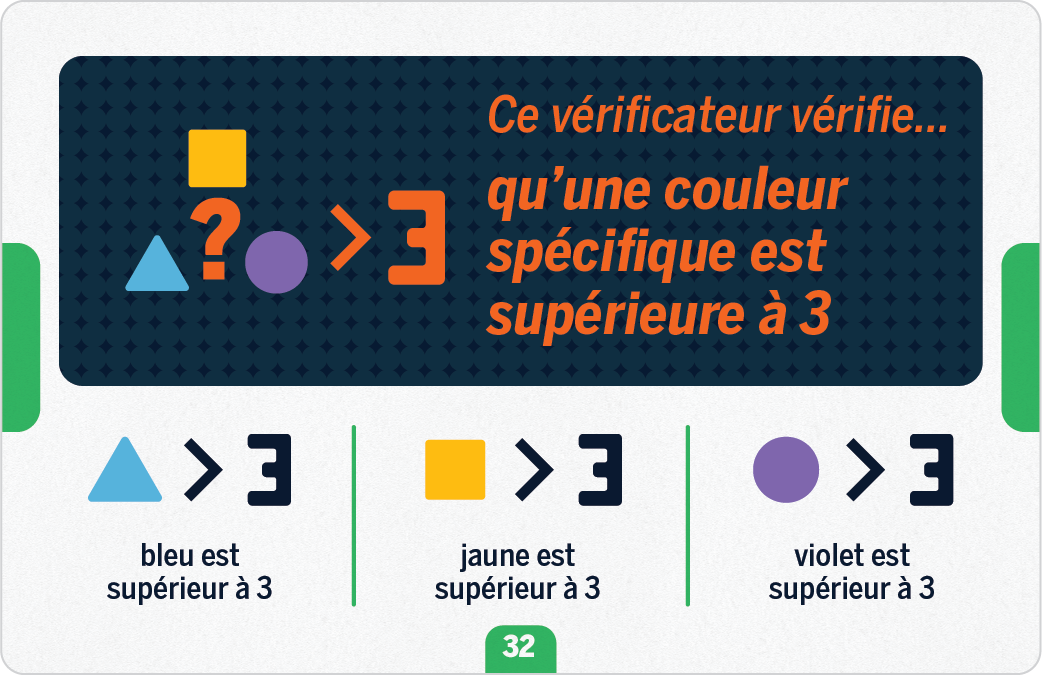 Ce vérificateur vérifie...
qu'une couleur
spécifique est
supérieure à 3
? > 3
> 3
> 3
> 3
bleu est
supérieur à 3
jaune est
supérieur à 3
violet est
supérieur à 3
32